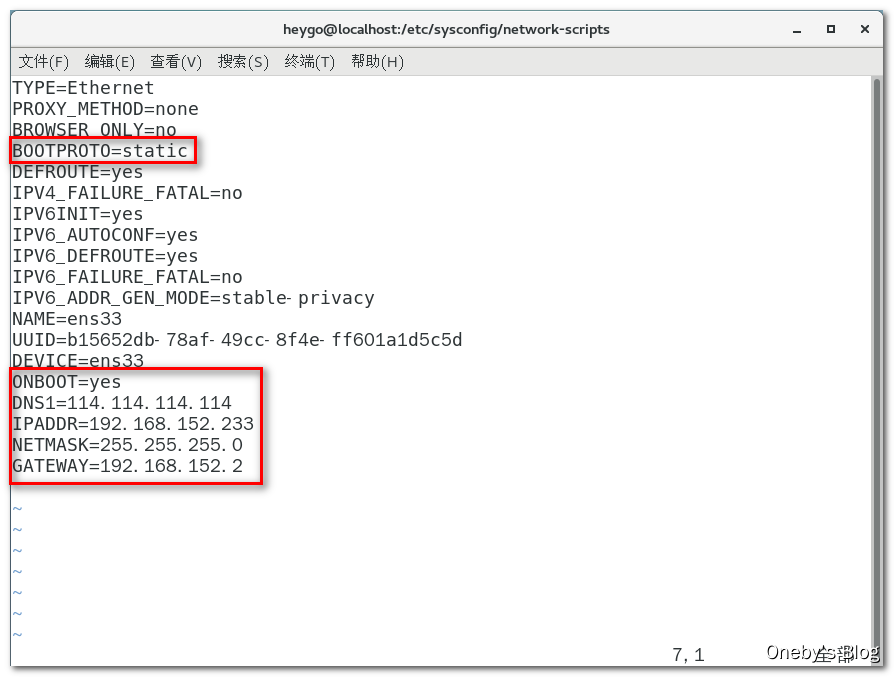 heygo@localhost:/etc/sysconfig/network-scripts
文件(F) 编辑(E) 查看(V) 搜索(S) 终端(T) 帮助(H)
TYPE=Ethernet
PROXY_METHOD=none
BROWSER_ONLY=no
BOOTPROTO=static
DEFROUTE=yes
IPV4_FAILURE_FATAL=no
IPV6INIT=yes
IPV6_AUTOCONF=yes
IPV6_DEFROUTE=yes
IPV6_FAILURE_FATAL=no
IPV6_ADDR_GEN_MODE=stable-privacy
NAME=ens33
UUID=b15652db-78af-49cc-8f4e-ff601a1d5c5d
DEVICE=ens33
ONBOOT=yes
DNS1=114.114.114.114
IPADDR=192.168.152.233
NETMASK=255.255.255.0
GATEWAY=192.168.152.2
~
~
~
~
~
~
~
7,1 全部
Oneby's Blog